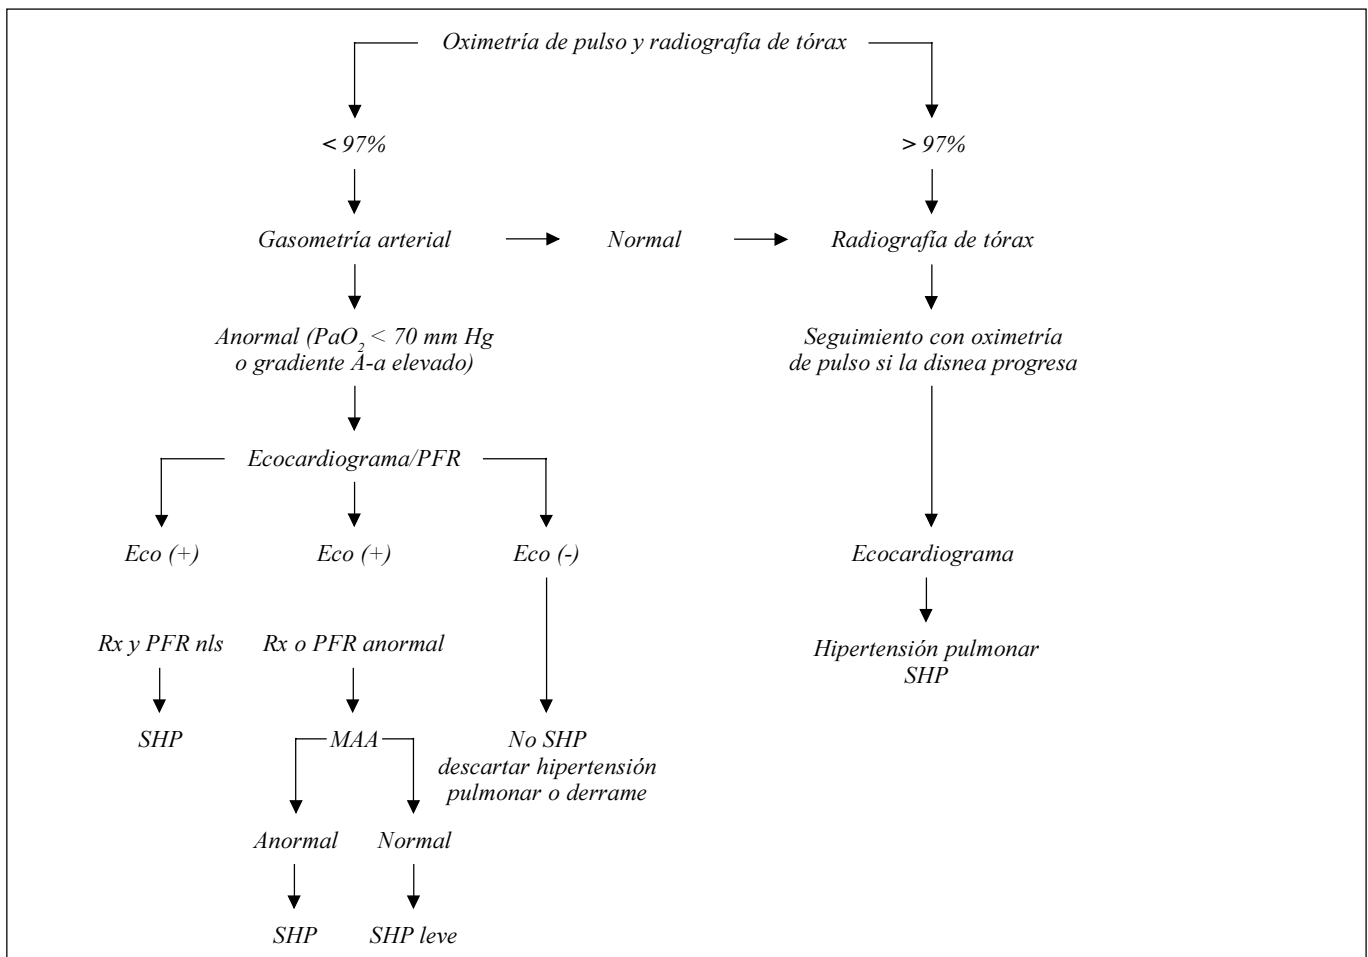 Oximetría de pulso y radiografía de tórax
< 97%
> 97%
Gasometría arterial
Normal
Radiografía de tórax
Anormal (PaO2 < 70 mm Hg
o gradiente A-a elevado)
Seguimiento con oximetría
de pulso si la disnea progresa
Ecocardiograma/PFR
Eco (+)
Eco (+)
Eco (-)
Ecocardiograma
Rx y PFR nls
Rx o PFR anormal
Hipertensión pulmonar
SHP
SHP
MAA
No SHP
descartar hipertensión
pulmonar o derrame
Anormal
Normal
SHP
SHP leve